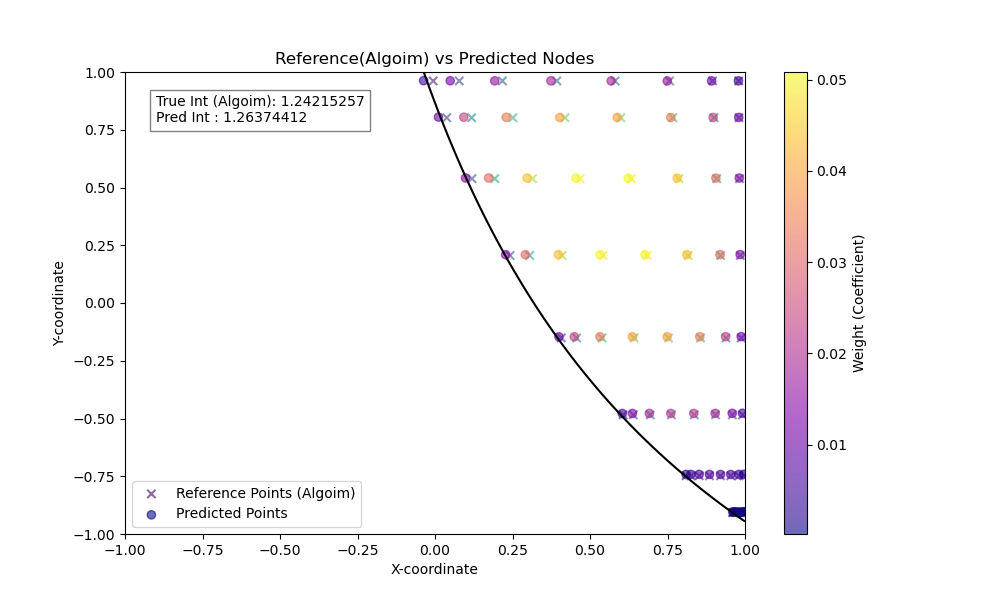 Reference(Algoim) vs Predicted Nodes
True Int (Algoim): 1.24215257
Pred Int : 1.26374412
1.00
0.75
0.50
0.25
0.00
−0.25
−0.50
−0.75
−1.00
Y-coordinate
Reference Points (Algoim)
Predicted Points
−1.00 −0.75 −0.50 −0.25 0.00 0.25 0.50 0.75 1.00
X-coordinate
0.05
0.04
0.03
0.02
0.01
Weight (Coefficient)